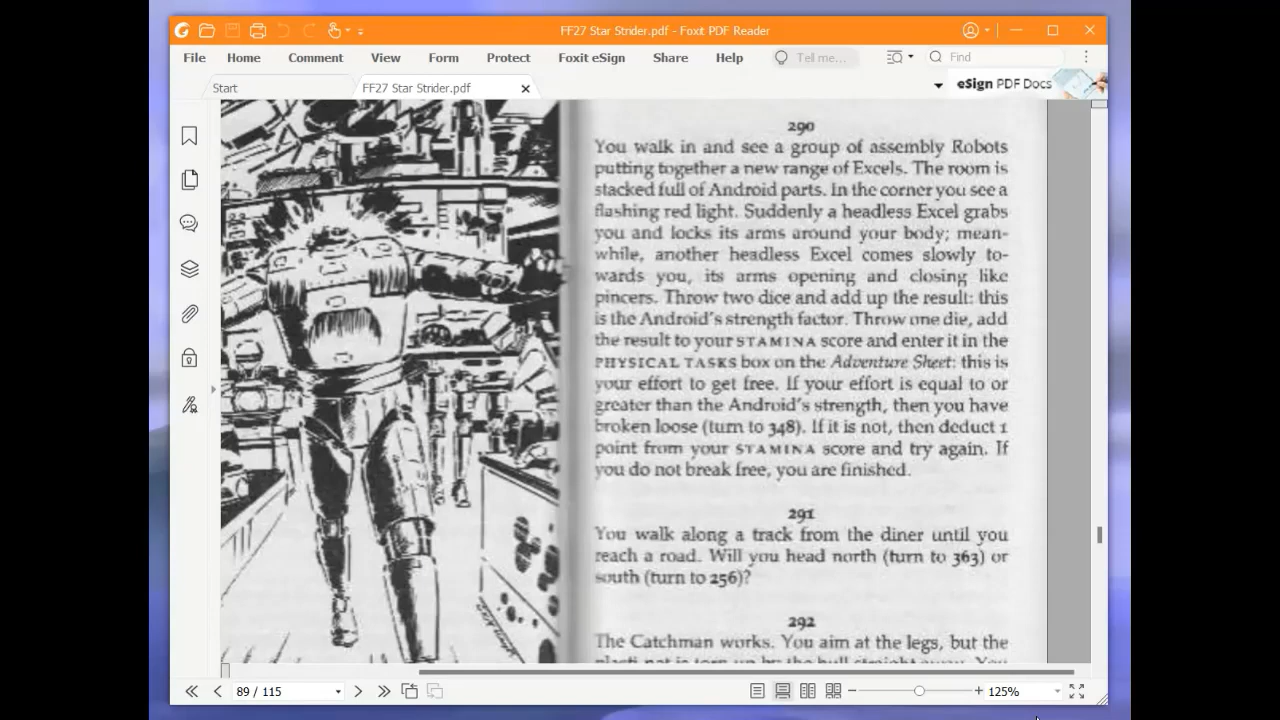 FF27 Star Strider.pdf - Foxit PDF Reader
File Home Comment View Form Protect Foxit eSign Share Help Tell me... Find
Start FF27 Star Strider.pdf eSign PDF Docs
290
You walk in and see a group of assembly Robots
putting together a new range of Excels. The room is
stacked full of Android parts. In the corner you see a
flashing red light. Suddenly a headless Excel grabs
you and locks its arms around your body; mean-
while, another headless Excel comes slowly to-
wards you, its arms opening and closing like
pincers. Throw two dice and add up the result: this
is the Android's strength factor. Throw one die, add
the result to your STAMINA score and enter it in the
PHYSICAL TASKS box on the Adventure Sheet: this is
your effort to get free. If your effort is equal to or
greater than the Android's strength, then you have
broken loose (turn to 348). If it is not, then deduct 1
point from your STAMINA score and try again. If
you do not break free, you are finished.
291
You walk along a track from the diner until you
reach a road. Will you head north (turn to 363) or
south (turn to 256)?
292
The Catchman works. You aim at the legs, but the
89 / 115 125%